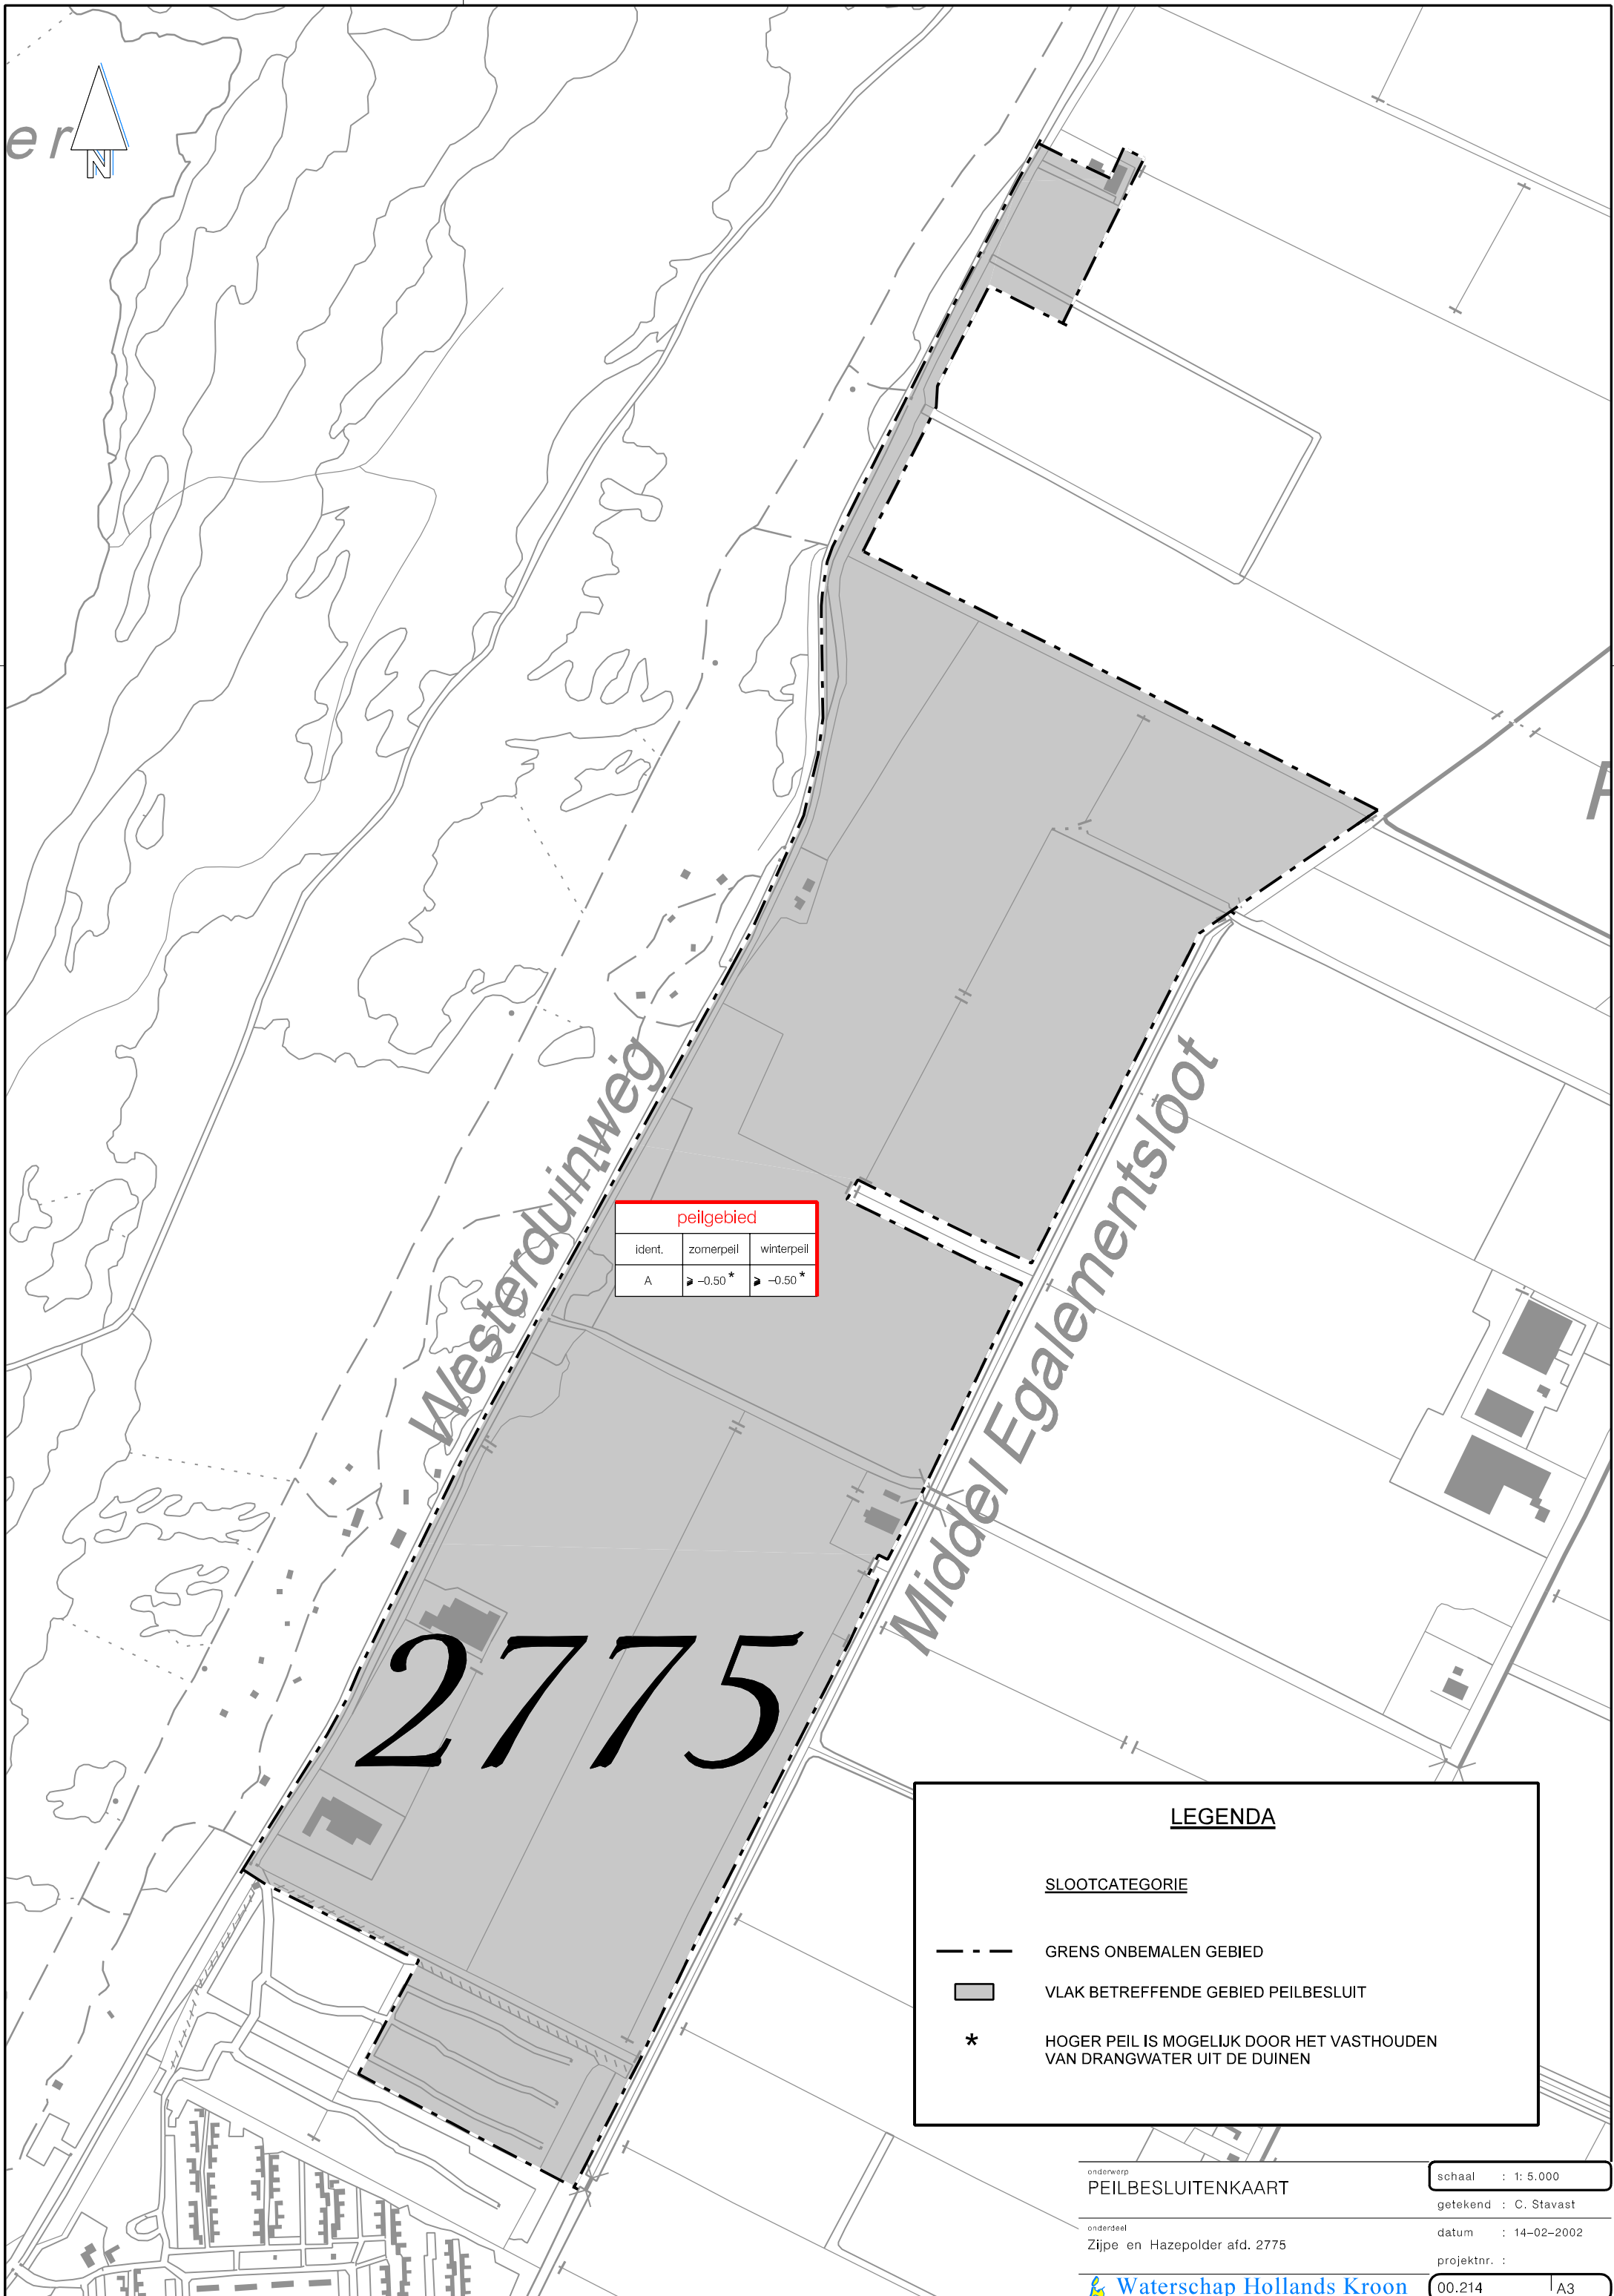 er
N
Westerduinweg
Middel Egalementsloot
peilgebied
ident. zomerpeil winterpeil
A ⩾ -0.50 * ⩾ -0.50 *
2775
LEGENDA
SLOOTCATEGORIE
GRENS ONBEMALEN GEBIED
VLAK BETREFFENDE GEBIED PEILBESLUIT
* HOGER PEIL IS MOGELIJK DOOR HET VASTHOUDEN
VAN DRANGWATER UIT DE DUINEN
onderwerp
PEILBESLUITENKAART
schaal : 1: 5.000
getekend : C. Stavast
onderdeel
Zijpe en Hazepolder afd. 2775
datum : 14-02-2002
projektnr. :
Waterschap Hollands Kroon
00.214 A3